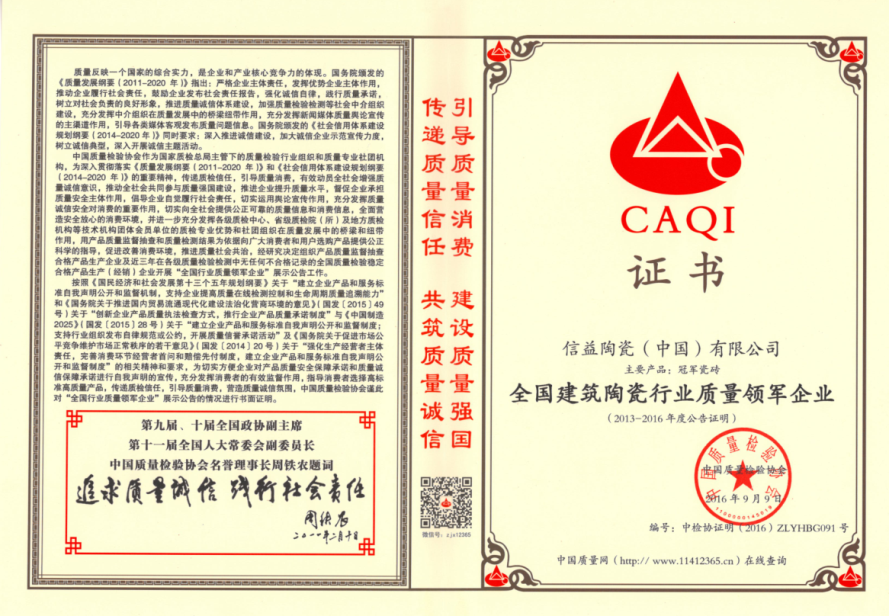 质量反映一个国家的综合实力，是企业和产业核心竞争力的体现。国务院颁发的
《质量发展纲要（2011-2020 年）》指出：严格企业主体责任，发挥优势企业主体作用，
推动企业履行社会责任，鼓励企业发布社会责任报告，强化诚信自律，践行质量承诺，
树立对社会负责的良好形象，推进质量诚信体系建设，加强质量检验检测等社会中介组织
建设，充分发挥中介组织在质量发展中的桥梁纽带作用，充分发挥新闻媒体质量舆论宣传
的主渠道作用，引导各类媒体客观发布质量问题信息。国务院颁发的《社会信用体系建设
规划纲要（2014-2020 年）》同时要求：深入推进诚信建设，加大诚信企业示范宣传力度，
树立诚信典型，深入开展诚信主题活动。
中国质量检验协会作为国家质检总局主管下的质量检验行业组织和质量专业社团机
构，为深入贯彻落实《质量发展纲要（2011-2020 年）》和《社会信用体系建设规划纲要
（2014-2020 年）》的重要精神，传递质检信任，引导质量消费，有效动员全社会增强质
量诚信意识，推动全社会共同参与质量强国建设，推进企业提升质量水平，督促企业承担
质量安全主体作用，倡导企业自觉履行社会责任，切实运用舆论宣传作用，充分发挥质量
诚信安全对消费的重要作用，切实向全社会提供公正可靠的质量信息和消费信息，全面营
造安全放心的消费环境，并进一步充分发挥各级质检中心、省级质检院（所）及地方质检
机构等技术机构团体会员单位的质检专业优势和社团组织在质量发展中的桥梁和纽带
作用，用产品质量监督抽查和质量检测结果为依据向广大消费者和用户选购产品提供公正
科学的指导，促进改善消费环境，推进质量社会共治，经研究决定组织产品质量监督抽查
合格产品生产企业及近三年在各级质量检验检测中无任何不合格记录的全国质量检验稳定
合格产品生产（经销）企业开展“全国行业质量领军企业”展示公告工作。
按照《国民经济和社会发展第十三个五年规划纲要》关于“建立企业产品和服务标
准自我声明公开和监督机制，支持企业提高质量在线检测控制和生命周期质量追溯能力”
和《国务院关于推进国内贸易流通现代化建设法治化营商环境的意见》（国发〔2015〕49
号）关于“创新企业产品质量执法检查方式，推行企业产品质量承诺制度”与《中国制造
2025》（国发〔2015〕28 号）关于“建立企业产品和服务标准自我声明公开和监督制度；
支持行业组织发布自律规范或公约，开展质量信誉承诺活动”及《国务院关于促进市场公
平竞争维护市场正常秩序的若干意见》（国发〔2014〕20 号）关于“强化生产经营者主体
责任，完善消费环节经营者首问和赔偿先付制度，建立企业产品和服务标准自我声明公
开和监督制度”的相关精神和要求，为切实方便企业对产品质量安全保障承诺和质量诚
信保障承诺进行自我声明的宣传，充分发挥消费者的有效监督作用，指导消费者选择高标
准高质量产品，传递质检信任，引导质量消费，营造质量诚信氛围，中国质量检验协会谨此
对“全国行业质量领军企业”展示公告的情况进行书面证明。
第九届、十届全国政协副主席
第十一届全国人大常委会副委员长
中国质量检验协会名誉理事长周铁农题词
追求质量诚信 践行社会责任
周铁农
引导质量消费 建设质量强国
传递质量信任 共筑质量诚信
微信号：zjx12365
CAQI
证书
信益陶瓷（中国）有限公司
主要产品：冠军瓷砖
全国建筑陶瓷行业质量领军企业
（2013-2016 年度公告证明）
中国质量检验协会
中国质量检验协会
2016 年 9 月 9 日
编号：中检协证明（2016）ZLYHBG091 号
中国质量网（http://www.11412365.cn）在线查询